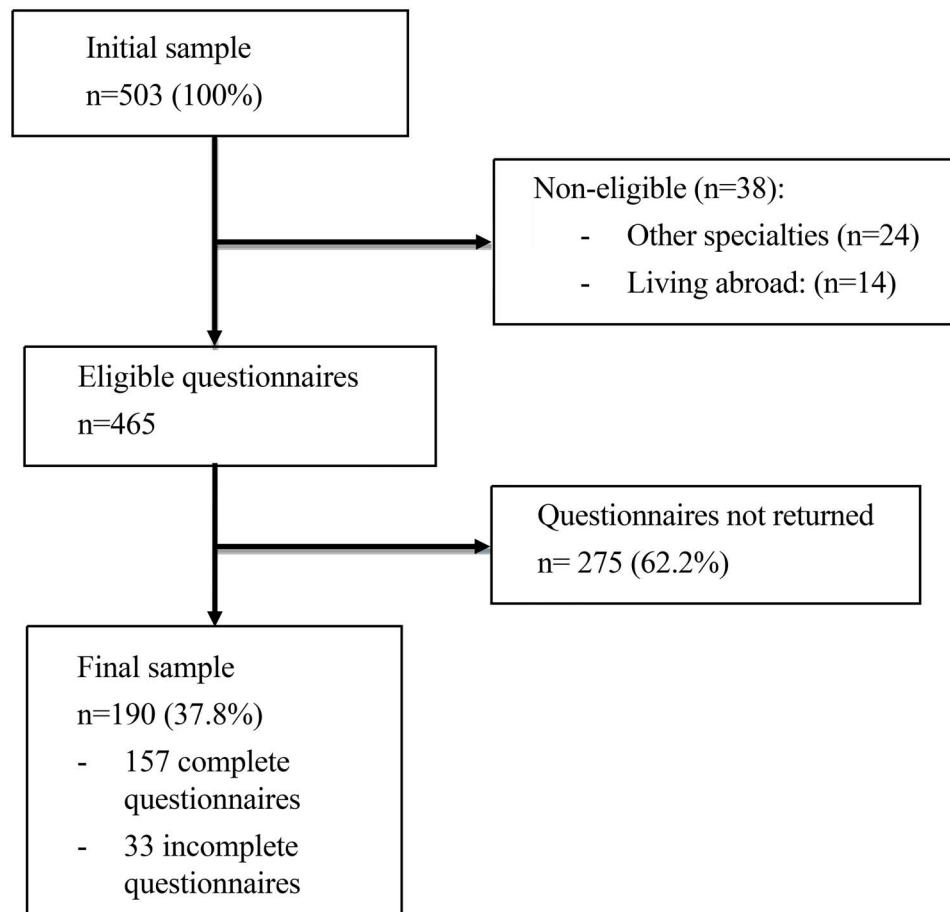 Initial sample
n=503 (100%)
Non-eligible (n=38):
- Other specialties (n=24)
- Living abroad: (n=14)
Eligible questionnaires
n=465
Questionnaires not returned
n= 275 (62.2%)
Final sample
n=190 (37.8%)
- 157 complete
questionnaires
- 33 incomplete
questionnaires